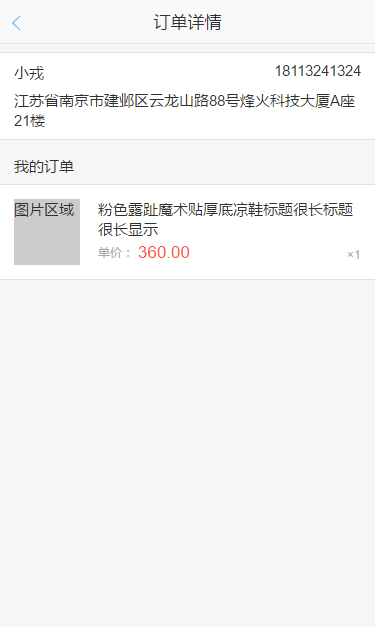 订单详情
小戎 18113241324
江苏省南京市建邺区云龙山路88号烽火科技大厦A座
21楼
我的订单
图片区域
粉色露趾魔术贴厚底凉鞋标题很长标题
很长显示
单价： 360.00 ×1